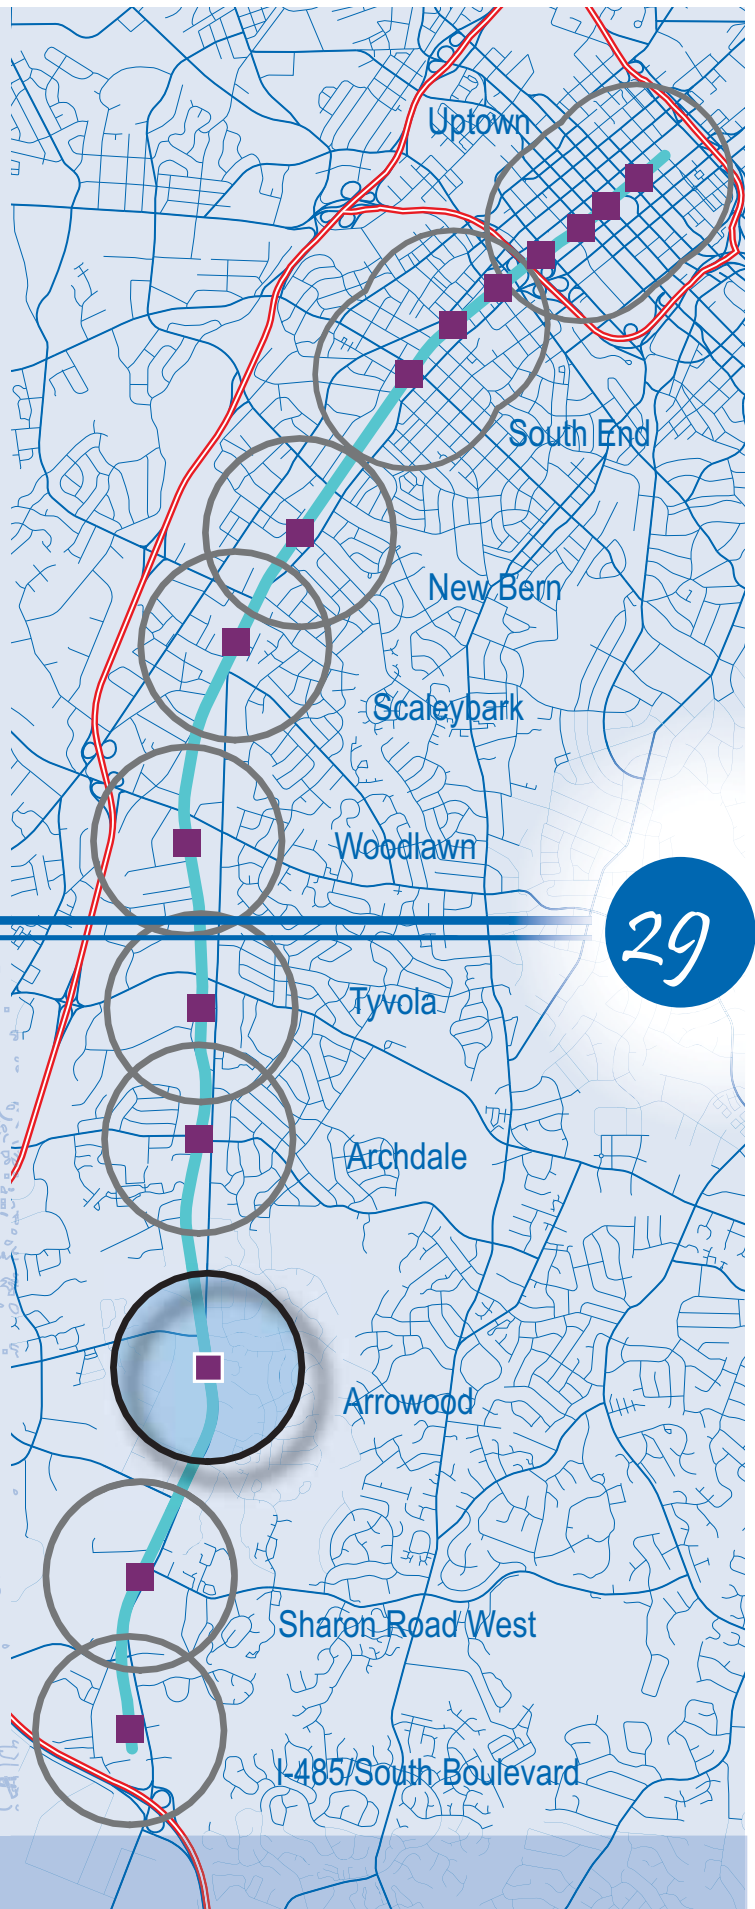 Uptown
South End
New Bern
Scaleybark
Woodlawn
29
Tyvola
Archdale
Arrowood
Sharon Road West
I-485/South Boulevard